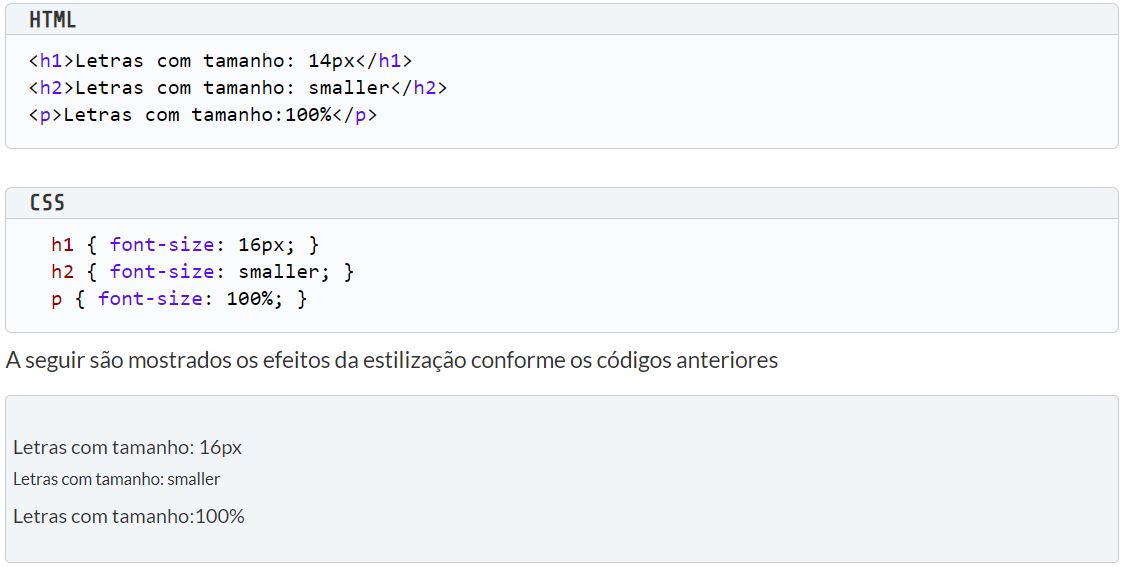 HTML
<h1>Letras com tamanho: 14px</h1>
<h2>Letras com tamanho: smaller</h2>
<p>Letras com tamanho:100%</p>
CSS
h1 { font-size: 16px; }
h2 { font-size: smaller; }
p { font-size: 100%; }
A seguir são mostrados os efeitos da estilização conforme os códigos anteriores
Letras com tamanho: 16px
Letras com tamanho: smaller
Letras com tamanho:100%